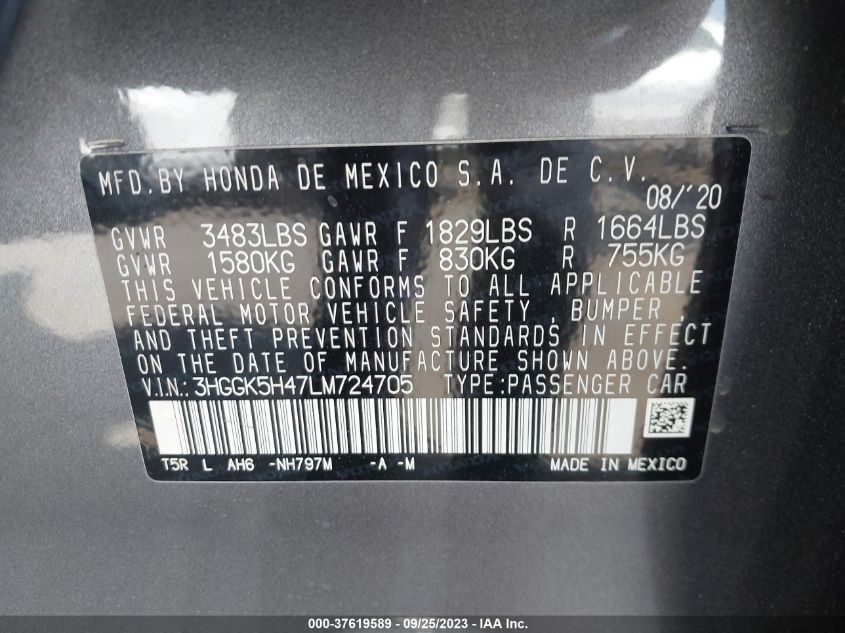 MFD.BY HONDA DE MEXICO S.A. DE C.V.
08/'20
GVWR 3483LBS GAWR F 1829LBS R 1664LBS
GVWR 1580KG GAWR F 830KG R 755KG
THIS VEHICLE CONFORMS TO ALL APPLICABLE
FEDERAL MOTOR VEHICLE SAFETY , BUMPER ,
AND THEFT PREVENTION STANDARDS IN EFFECT
ON THE DATE OF MANUFACTURE SHOWN ABOVE.
V.I.N.: 3HGGK5H47LM724705 TYPE:PASSENGER CAR
T5R L AH6 -NH797M -A -M MADE IN MEXICO
000-37619589 - 09/25/2023 - IAA Inc.